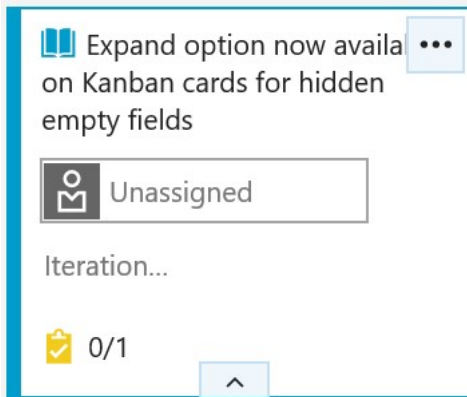 Expand option now availa
on Kanban cards for hidden
empty fields
Unassigned
Iteration...
0/1